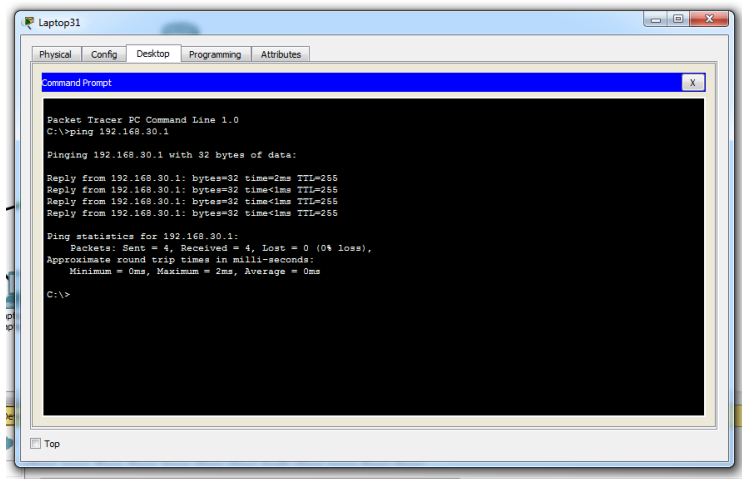 Laptop31
Physical Config Desktop Programming Attributes
Command Prompt
X
Packet Tracer PC Command Line 1.0
C:\>ping 192.168.30.1
Pinging 192.168.30.1 with 32 bytes of data:
Reply from 192.168.30.1: bytes=32 time=2ms TTL=255
Reply from 192.168.30.1: bytes=32 time<1ms TTL=255
Reply from 192.168.30.1: bytes=32 time<1ms TTL=255
Reply from 192.168.30.1: bytes=32 time<1ms TTL=255
Ping statistics for 192.168.30.1:
Packets: Sent = 4, Received = 4, Lost = 0 (0% loss),
Approximate round trip times in milli-seconds:
Minimum = 0ms, Maximum = 2ms, Average = 0ms
C:\>
Top